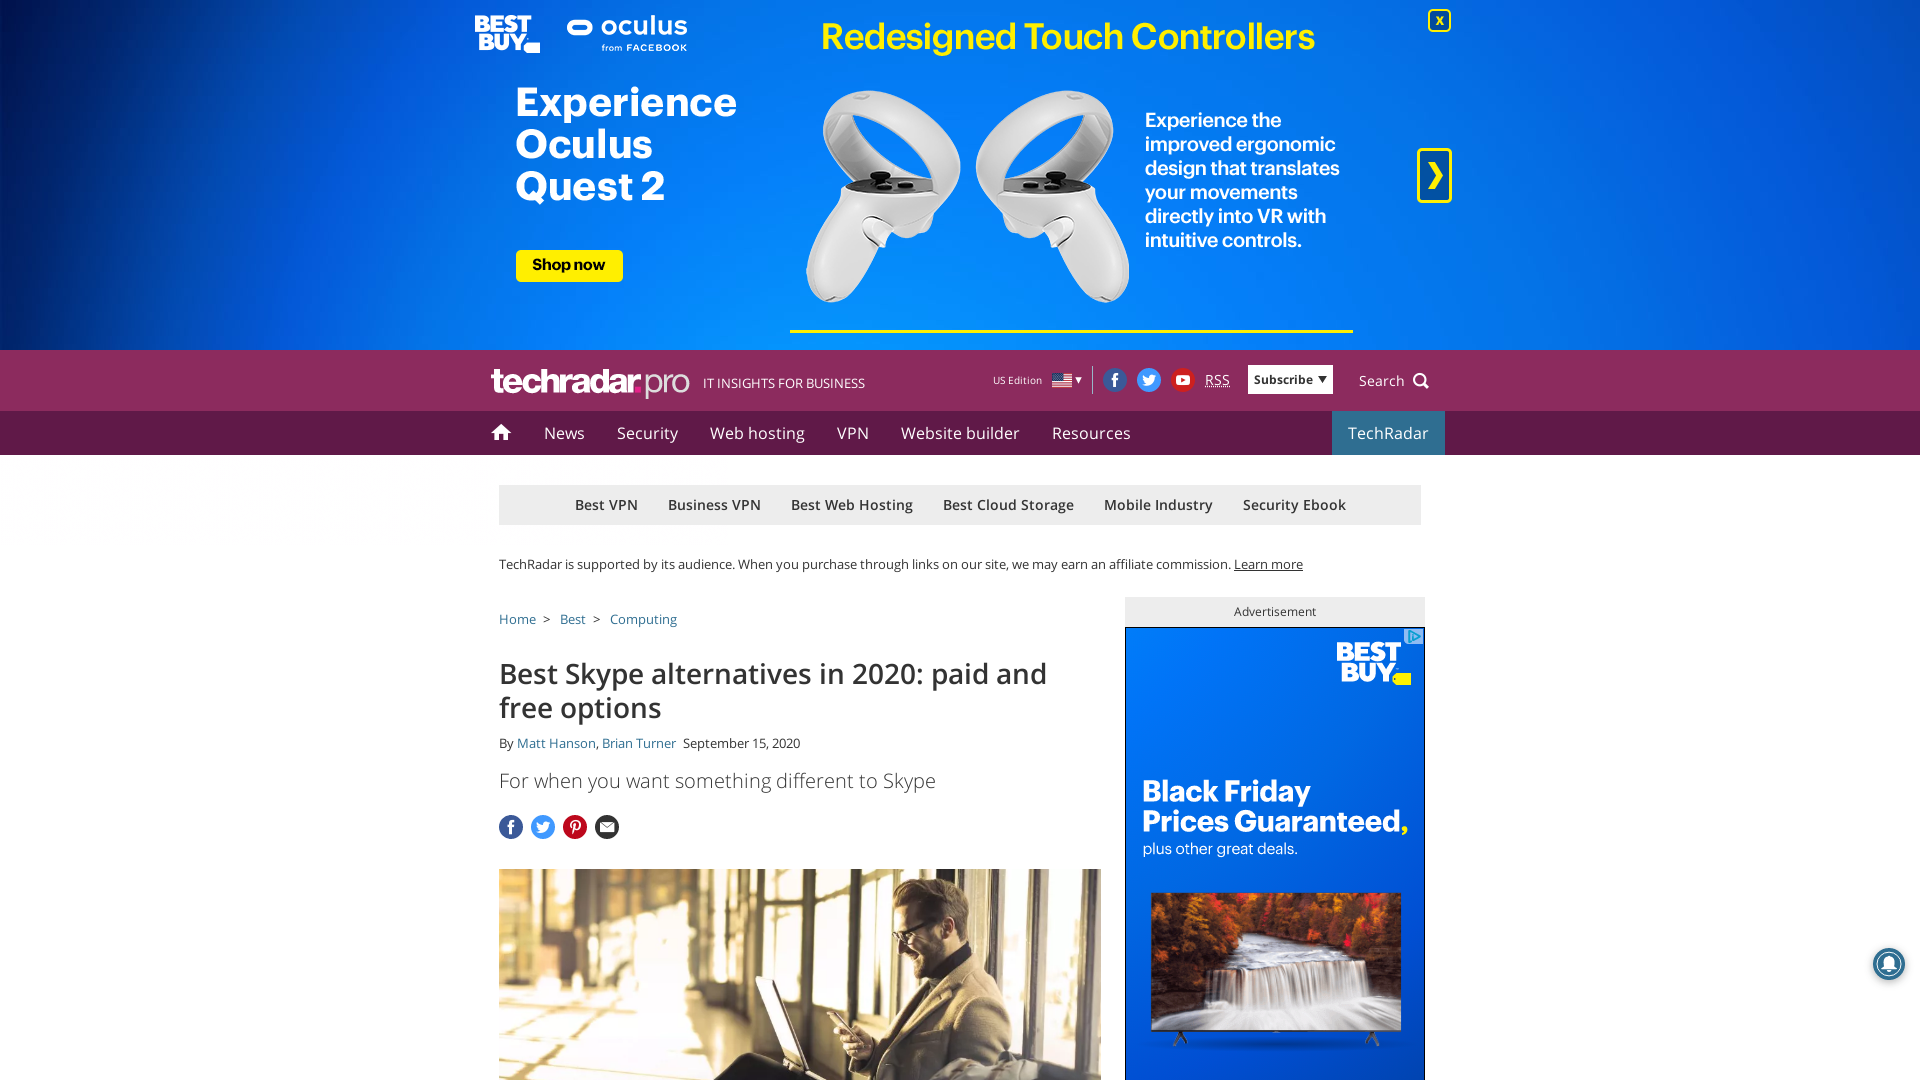 BEST
BUY
oculus
from FACEBOOK
Redesigned Touch Controllers
x
Experience
Oculus
Quest 2
Experience the
improved ergonomic
design that translates
your movements
directly into VR with
intuitive controls.
Shop now
techradar.pro
IT INSIGHTS FOR BUSINESS
US Edition
RSS
Subscribe
Search
News
Security
Web hosting
VPN
Website builder
Resources
TechRadar
Best VPN
Business VPN
Best Web Hosting
Best Cloud Storage
Mobile Industry
Security Ebook
TechRadar is supported by its audience. When you purchase through links on our site, we may earn an affiliate commission. Learn more
Home > Best > Computing
Advertisement
Best Skype alternatives in 2020: paid and
free options
By Matt Hanson, Brian Turner September 15, 2020
For when you want something different to Skype
BEST
BUY
Black Friday
Prices Guaranteed,
plus other great deals.